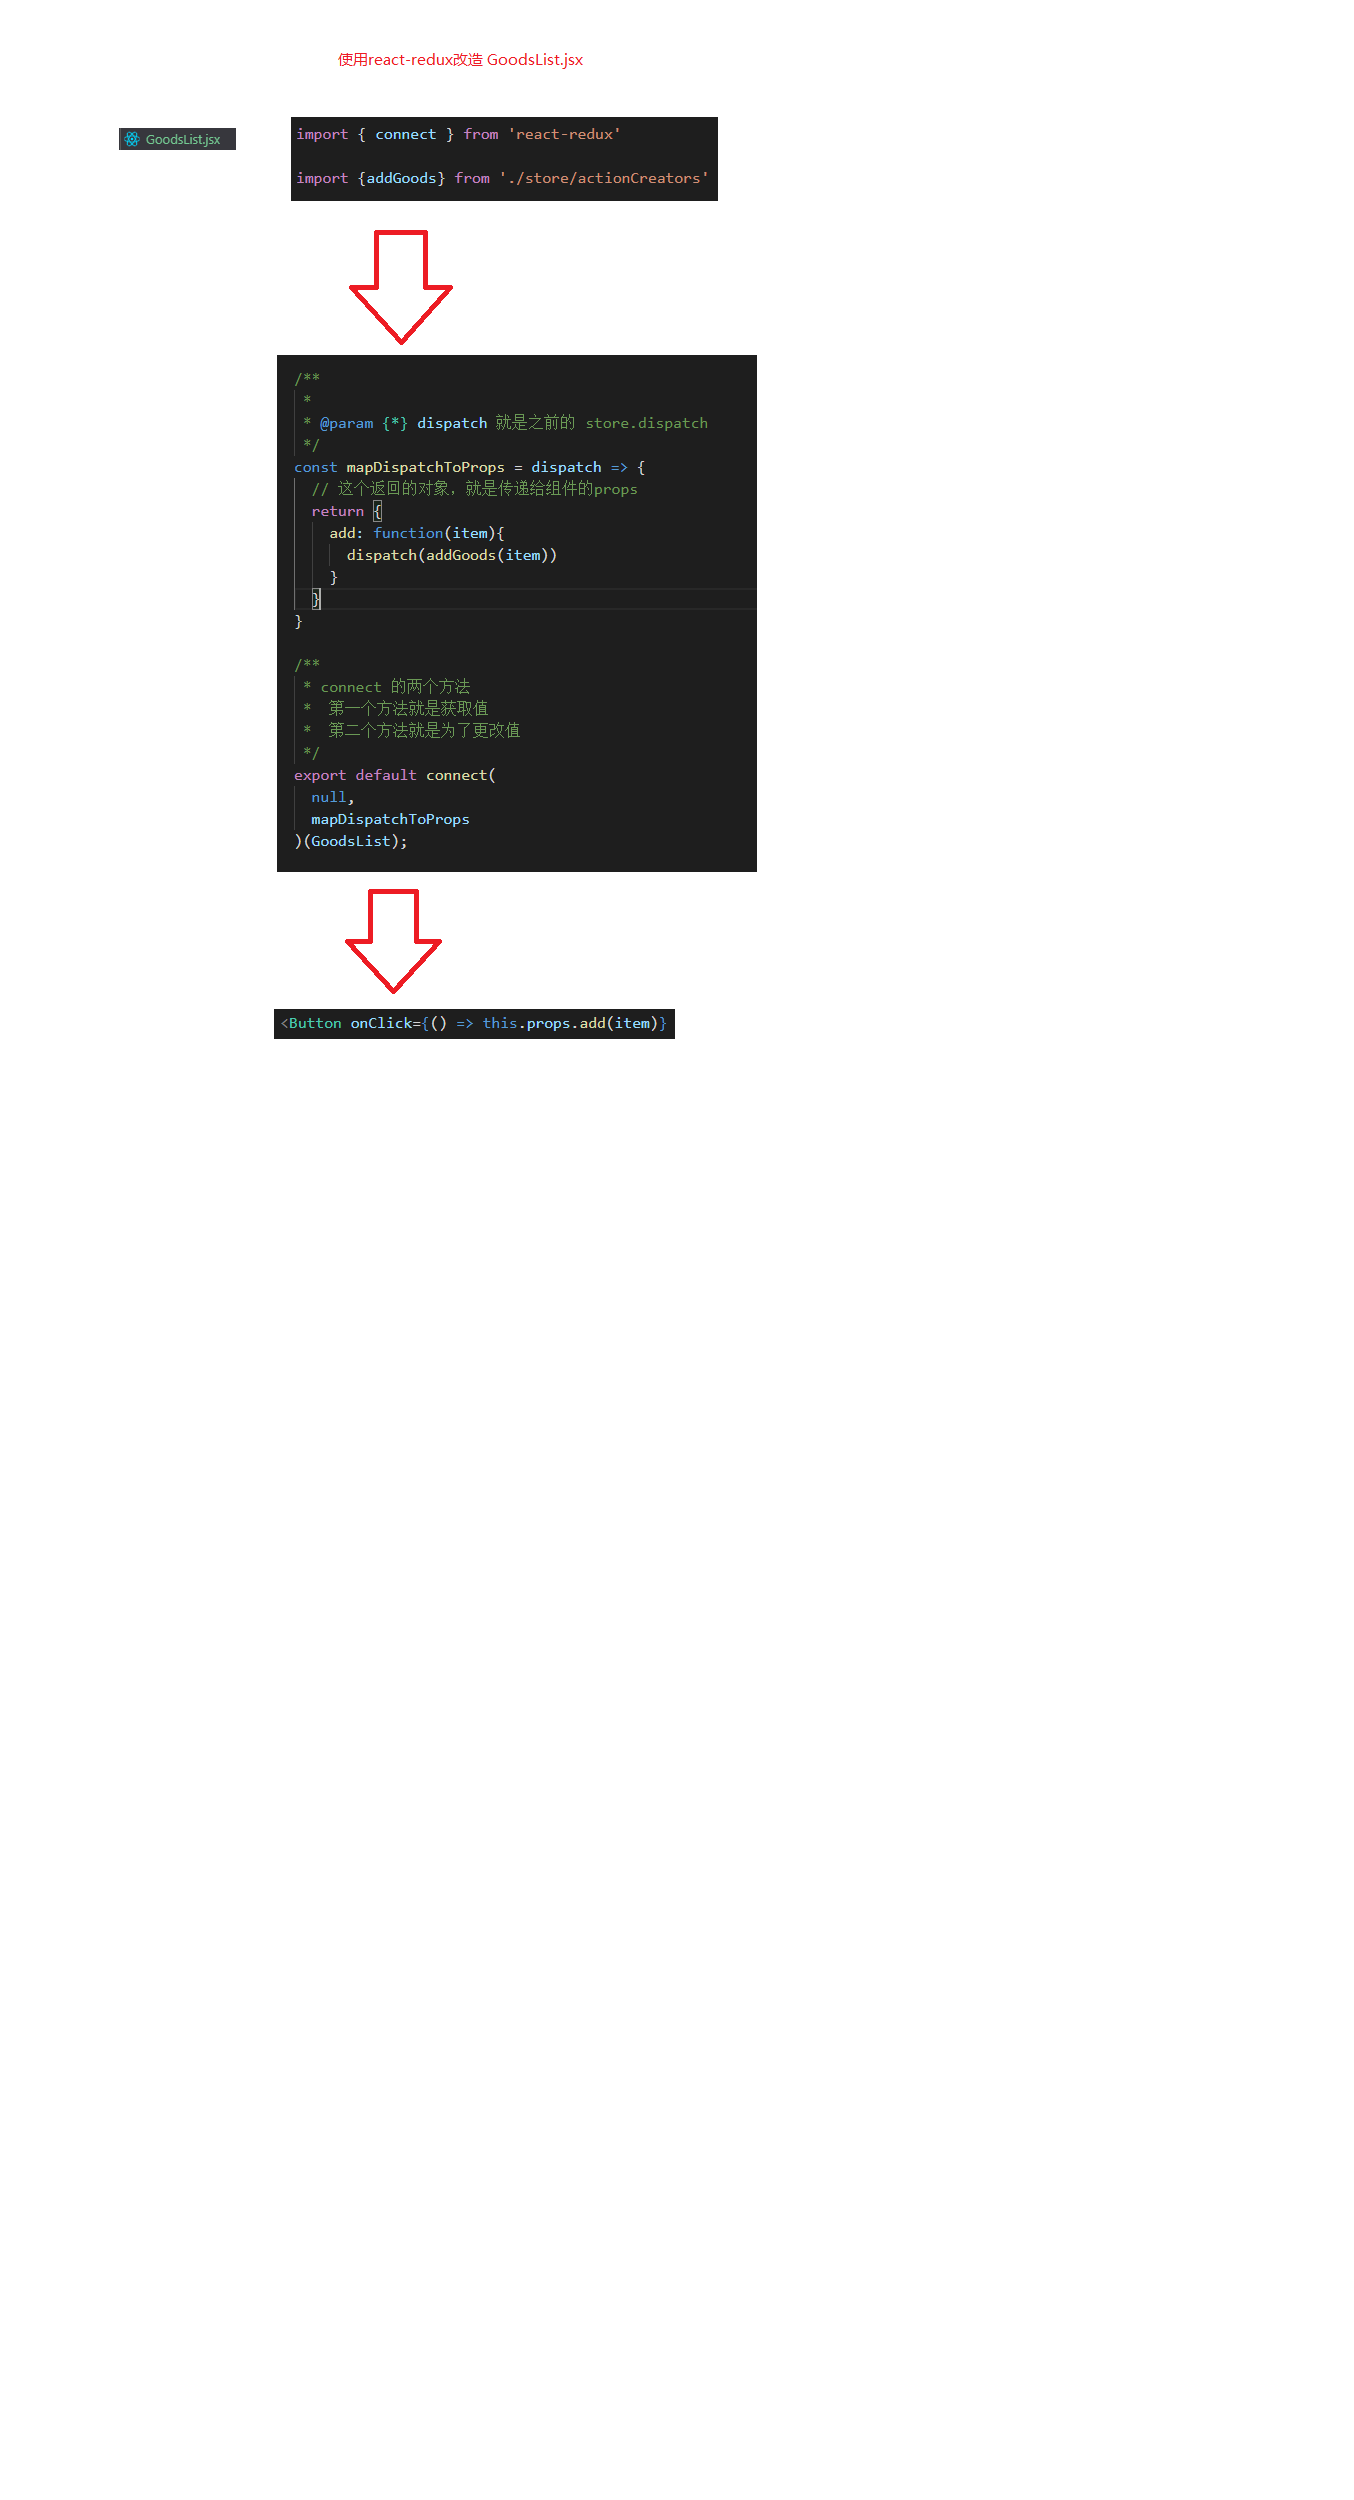 使用react-redux改造 GoodsList.jsx
GoodsList.jsx
import { connect } from 'react-redux'
import {addGoods} from './store/actionCreators'
/**
 *
 * @param {*} dispatch 就是之前的 store.dispatch
 */
const mapDispatchToProps = dispatch => {
  // 这个返回的对象，就是传递给组件的props
  return {
    add: function(item){
      dispatch(addGoods(item))
    }
  }
}
/**
 * connect 的两个方法
 *  第一个方法就是获取值
 *  第二个方法就是为了更改值
 */
export default connect(
  null,
  mapDispatchToProps
)(GoodsList);
<Button onClick={() => this.props.add(item)}